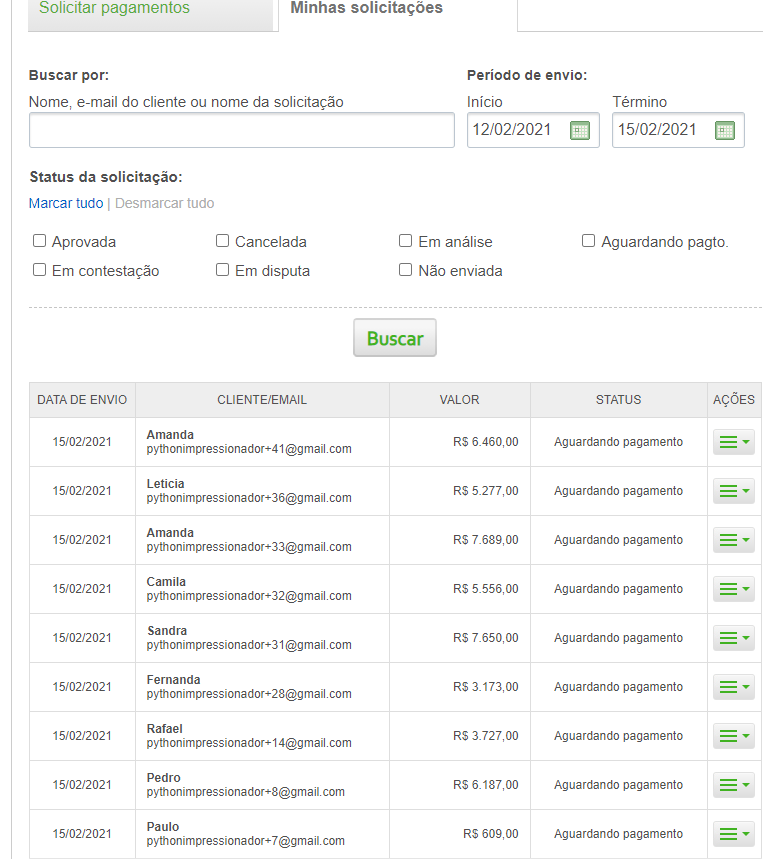 Solicitar pagamentos
Minhas solicitações
Buscar por:
Período de envio:
Nome, e-mail do cliente ou nome da solicitação
Início
Término
12/02/2021
15/02/2021
Status da solicitação:
Marcar tudo | Desmarcar tudo
Aprovada
Cancelada
Em análise
Aguardando pagto.
Em contestação
Em disputa
Não enviada
Buscar
DATA DE ENVIO CLIENTE/EMAIL VALOR STATUS AÇÕES
Amanda
15/02/2021 pythonimpressionador+41@gmail.com R$ 6.460,00 Aguardando pagamento
Leticia
15/02/2021 pythonimpressionador+36@gmail.com R$ 5.277,00 Aguardando pagamento
Amanda
15/02/2021 pythonimpressionador+33@gmail.com R$ 7.689,00 Aguardando pagamento
Camila
15/02/2021 pythonimpressionador+32@gmail.com R$ 5.556,00 Aguardando pagamento
Sandra
15/02/2021 pythonimpressionador+31@gmail.com R$ 7.650,00 Aguardando pagamento
Fernanda
15/02/2021 pythonimpressionador+28@gmail.com R$ 3.173,00 Aguardando pagamento
Rafael
15/02/2021 pythonimpressionador+14@gmail.com R$ 3.727,00 Aguardando pagamento
Pedro
15/02/2021 pythonimpressionador+8@gmail.com R$ 6.187,00 Aguardando pagamento
Paulo
15/02/2021 pythonimpressionador+7@gmail.com R$ 609,00 Aguardando pagamento